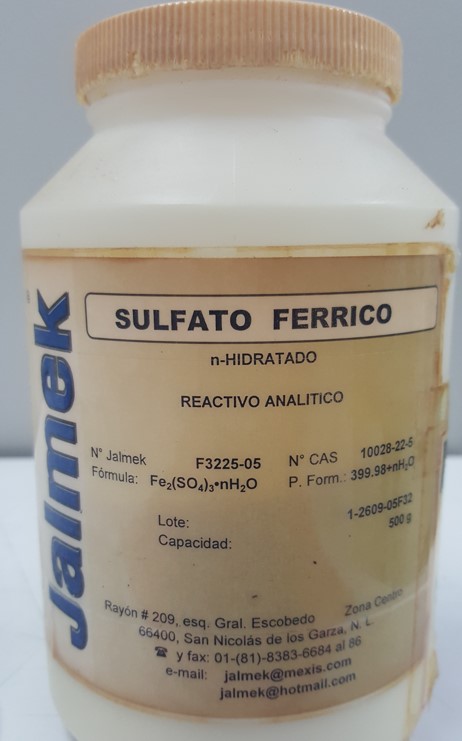 Jalmek
SULFATO FERRICO
n-HIDRATADO
REACTIVO ANALITICO
N° Jalmek F3225-05 N° CAS 10028-22-5
Fórmula: Fe₂(SO₄)₃•nH₂O P. Form.: 399.98+nH₂O
Lote: 1-2609-05F32
Capacidad: 500 g
Rayón # 209, esq. Gral. Escobedo Zona Centro
66400, San Nicolás de los Garza, N. L.
☎ y fax: 01-(81)-8383-6684 al 86
e-mail: jalmek@mexis.com
jalmek@hotmail.com